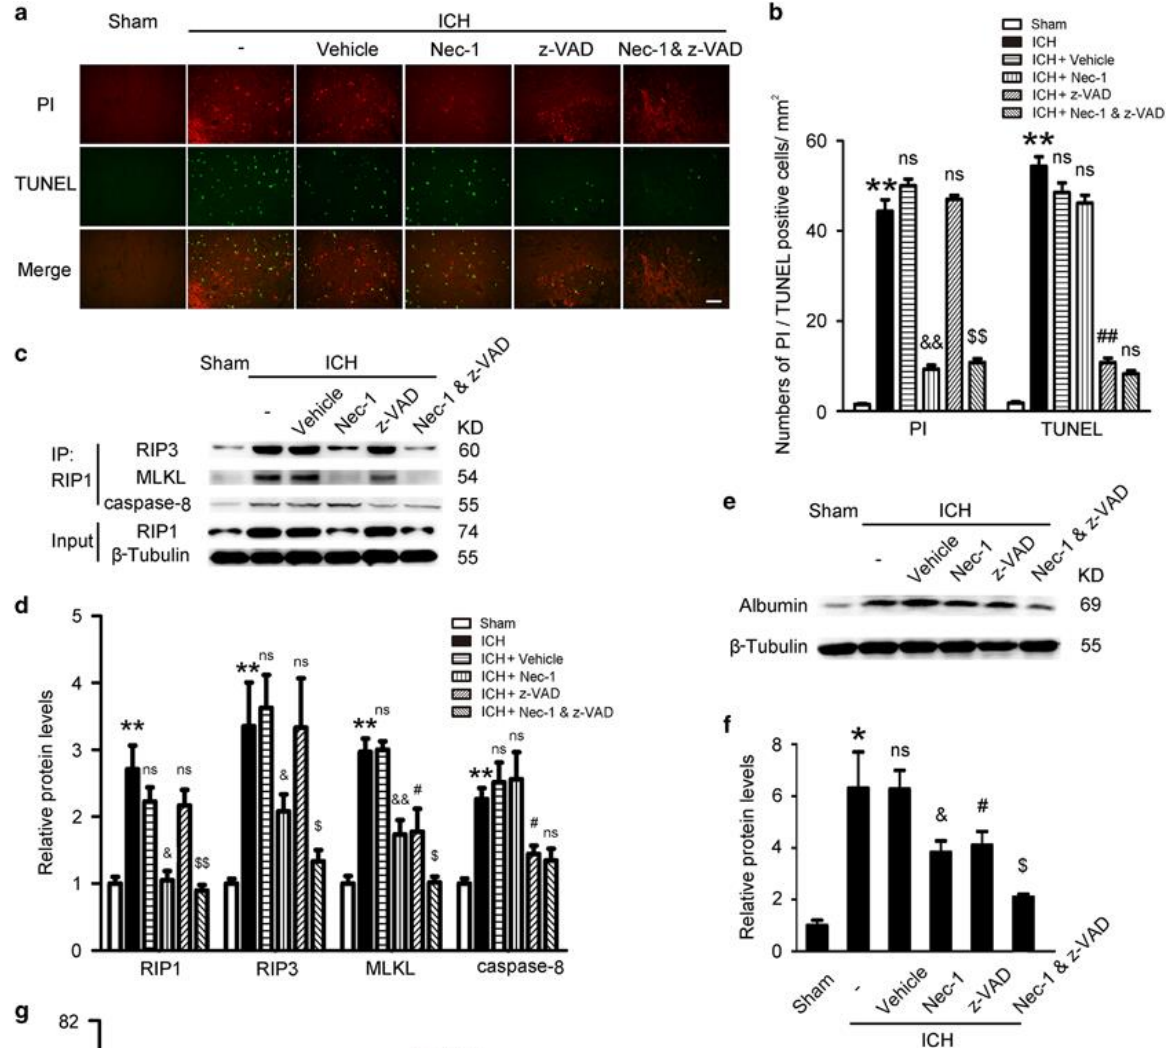 a
Sham
ICH
-
Vehicle
Nec-1
z-VAD
Nec-1 & z-VAD
PI
TUNEL
Merge
b
Sham
ICH
ICH + Vehicle
ICH + Nec-1
ICH + z-VAD
ICH + Nec-1 & z-VAD
Numbers of PI / TUNEL positive cells/ mm²
60
40
20
0
** ns && ns $$
** ns ns ## ns
PI
TUNEL
c
Sham
ICH
-
Vehicle
Nec-1
z-VAD
Nec-1 & z-VAD
KD
IP:
RIP1
RIP3 60
MLKL 54
caspase-8 55
Input
RIP1 74
β-Tubulin 55
d
Sham
ICH
ICH + Vehicle
ICH + Nec-1
ICH + z-VAD
ICH + Nec-1 & z-VAD
Relative protein levels
5
4
3
2
1
0
** ns & ns $$
** ns & ns $
** ns && # $
** ns ns # ns
RIP1
RIP3
MLKL
caspase-8
e
Sham
ICH
-
Vehicle
Nec-1
z-VAD
Nec-1 & z-VAD
KD
Albumin 69
β-Tubulin 55
f
Relative protein levels
8
6
4
2
0
* ns & # $
Sham
-
Vehicle
Nec-1
z-VAD
Nec-1 & z-VAD
ICH
g
82